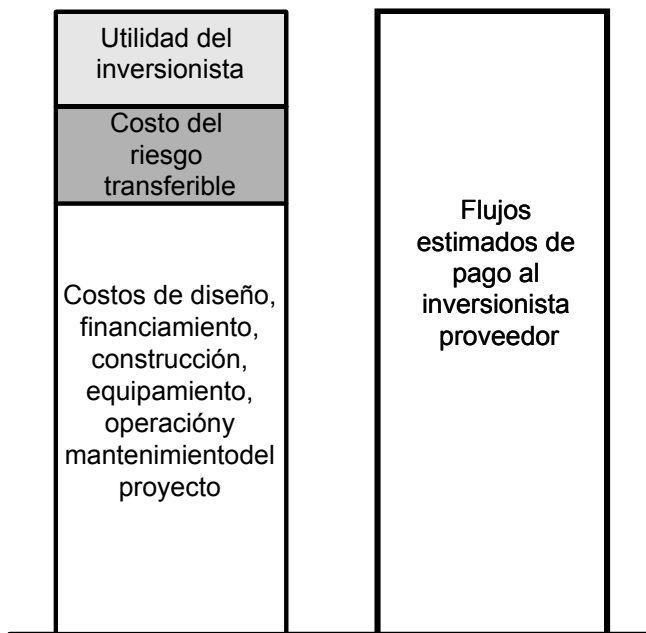 Utilidad del
inversionista
Costo del
riesgo
transferible
Costos de diseño,
financiamiento,
construcción,
equipamiento,
operacióny
mantenimientodel
proyecto
Flujos
estimados de
pago al
inversionista
proveedor